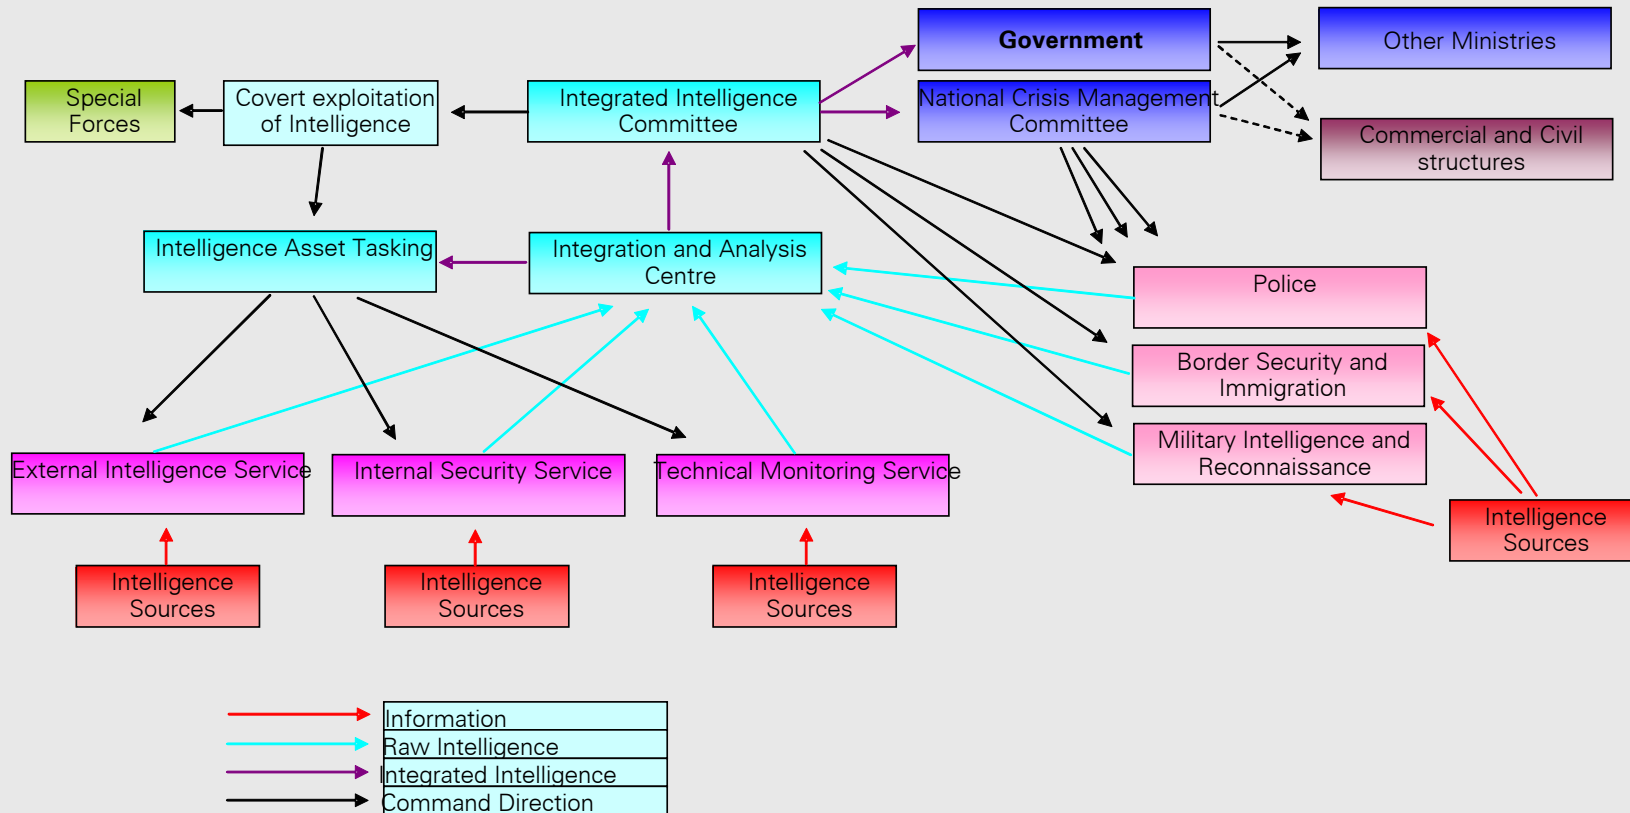 Government
Other Ministries
Special
Forces
Covert exploitation
of Intelligence
Integrated Intelligence
Committee
National Crisis Management
Committee
Commercial and Civil
structures
Intelligence Asset Tasking
Integration and Analysis
Centre
Police
Border Security and
Immigration
Military Intelligence and
Reconnaissance
External Intelligence Service
Internal Security Service
Technical Monitoring Service
Intelligence
Sources
Intelligence
Sources
Intelligence
Sources
Intelligence
Sources
Information
Raw Intelligence
Integrated Intelligence
Command Direction